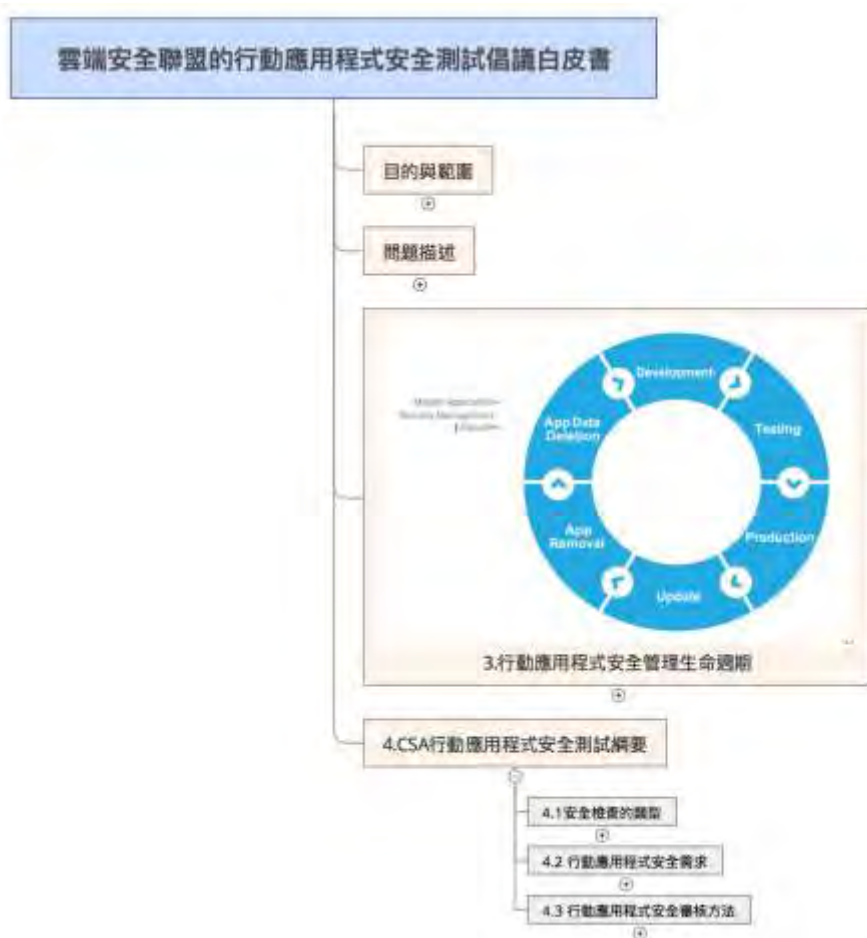 雲端安全聯盟的行動應用程式安全測試倡議白皮書
目的與範圍
問題描述
Mobile Application
Security Management
Lifecycle
Development
Testing
Production
Update
App
Removal
App Data
Deletion
3.行動應用程式安全管理生命週期
4.CSA行動應用程式安全測試綱要
4.1安全檢查的類型
4.2 行動應用程式安全需求
4.3 行動應用程式安全審核方法